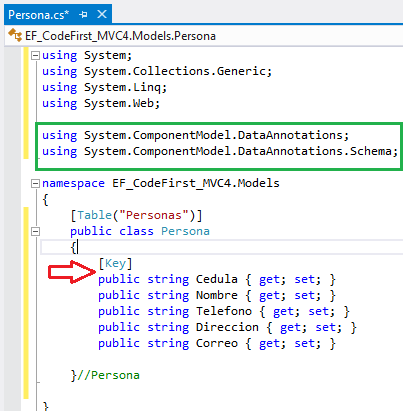 Persona.cs*
EF_CodeFirst_MVC4.Models.Persona
using System;
using System.Collections.Generic;
using System.Linq;
using System.Web;
using System.ComponentModel.DataAnnotations;
using System.ComponentModel.DataAnnotations.Schema;
namespace EF_CodeFirst_MVC4.Models
{
[Table("Personas")]
public class Persona
{
[Key]
public string Cedula { get; set; }
public string Nombre { get; set; }
public string Telefono { get; set; }
public string Direccion { get; set; }
public string Correo { get; set; }
}//Persona
}